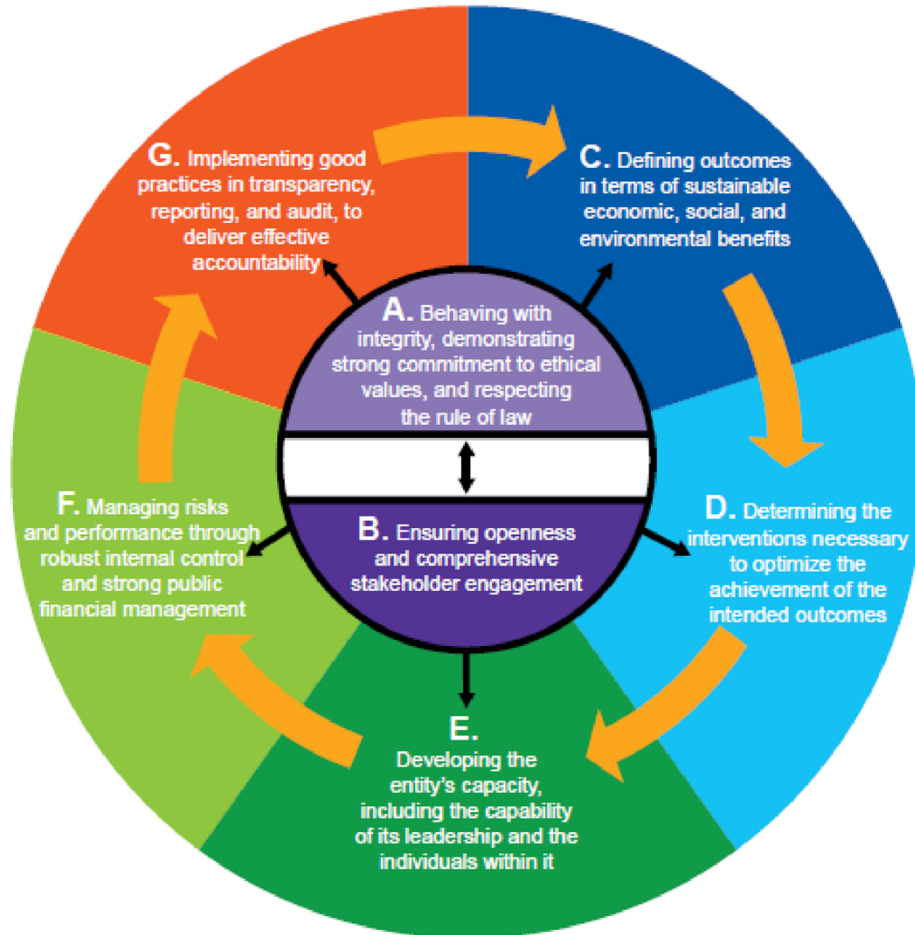 G. Implementing good
practices in transparency,
reporting, and audit, to
deliver effective
accountability
C. Defining outcomes
in terms of sustainable
economic, social, and
environmental benefits
A. Behaving with
integrity, demonstrating
strong commitment to ethical
values, and respecting
the rule of law
F. Managing risks
and performance through
robust internal control
and strong public
financial management
B. Ensuring openness
and comprehensive
stakeholder engagement
D. Determining the
interventions necessary
to optimize the
achievement of the
intended outcomes
E.
Developing the
entity's capacity,
including the capability
of its leadership and the
individuals within it